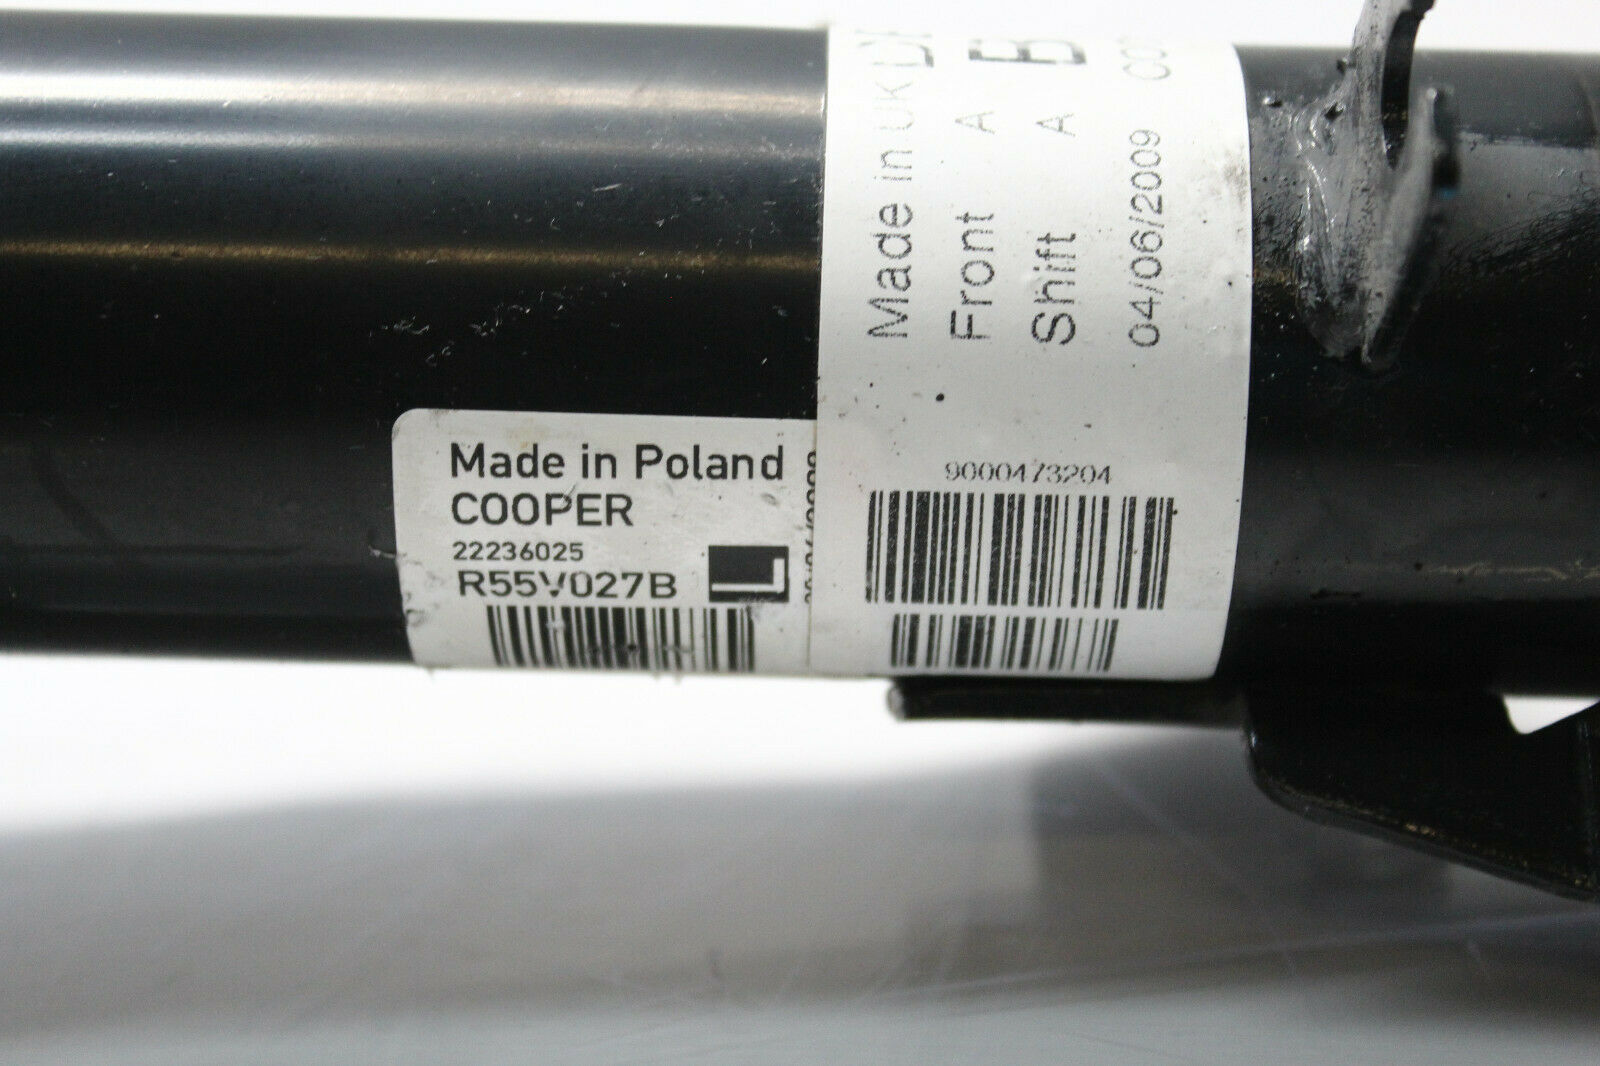 Made in Poland
COOPER
22236025
R55V027B
L
Made in UK
Front A B
Shift A
04/06/2009
9000473204